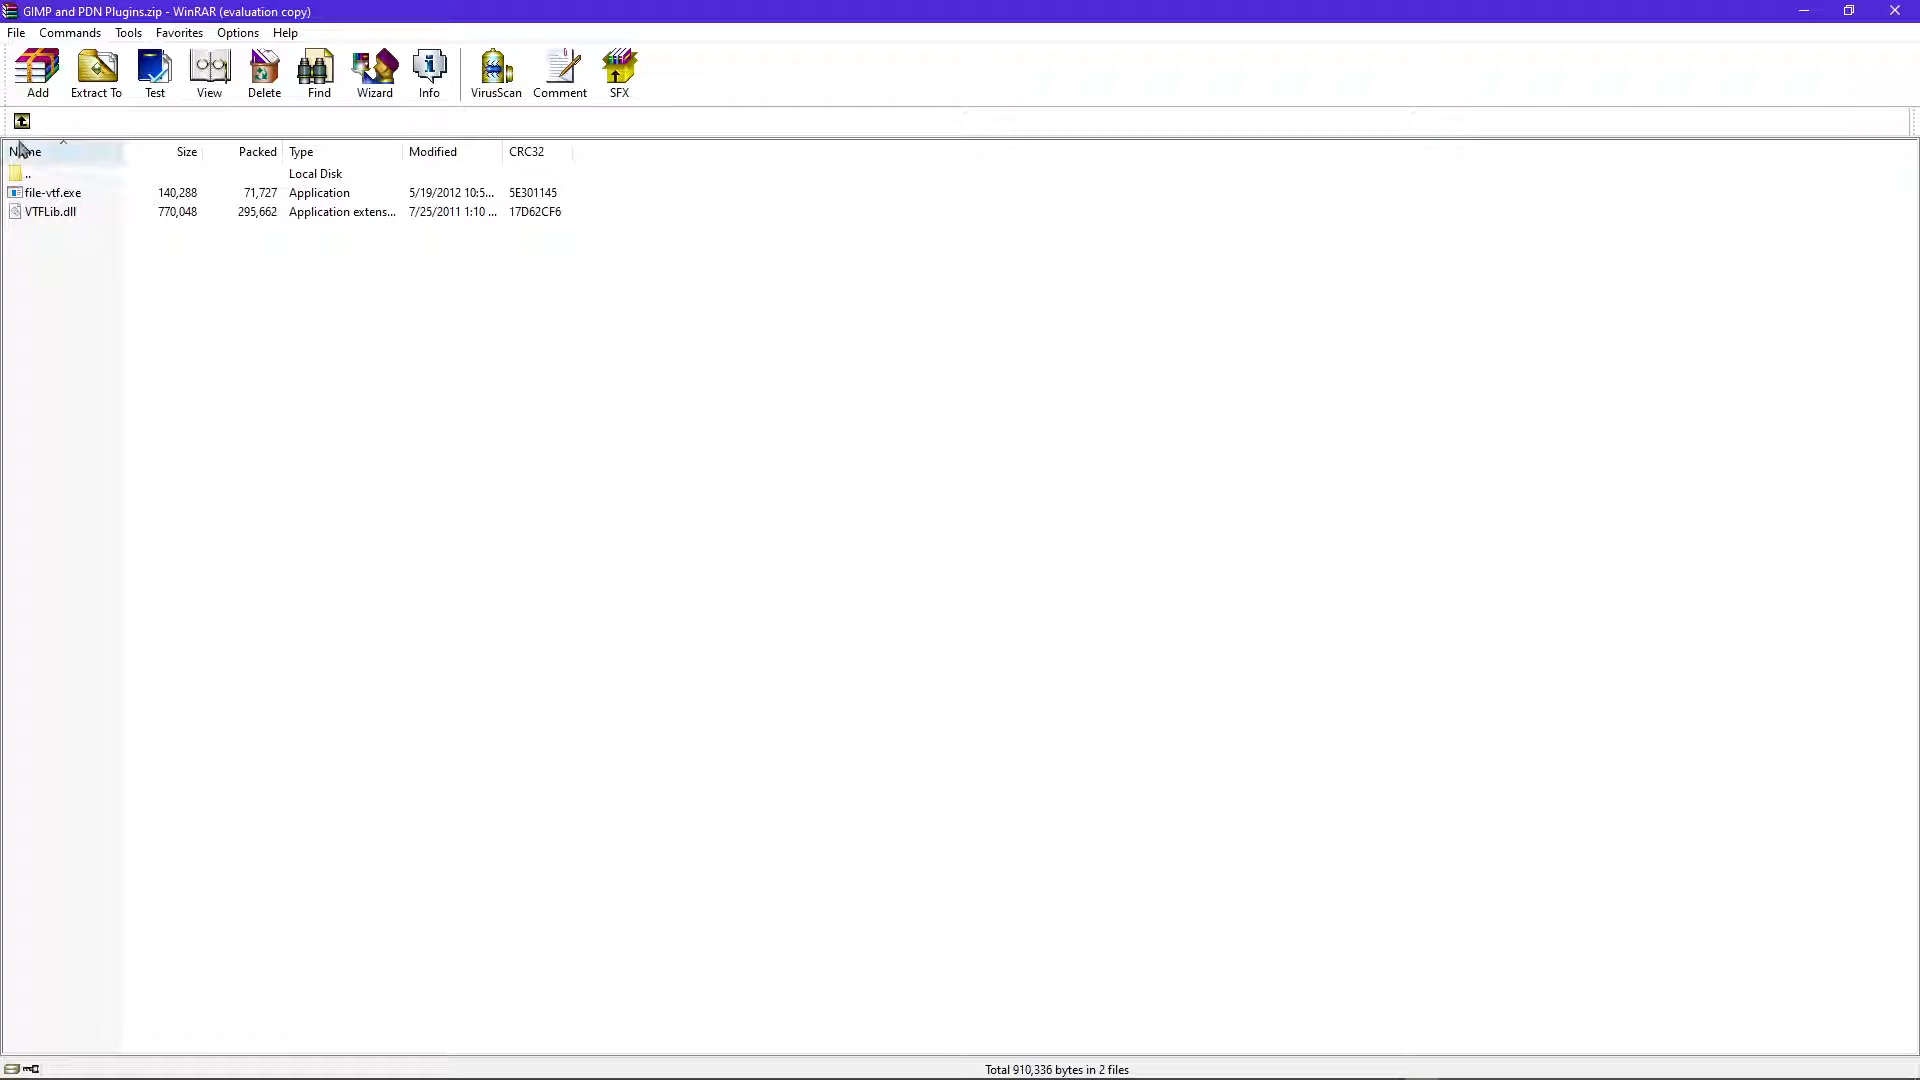 GIMP and PDN Plugins.zip - WinRAR (evaluation copy)
File Commands Tools Favorites Options Help
Add Extract To Test View Delete Find Wizard Info VirusScan Comment SFX
Name Size Packed Type Modified CRC32
.. Local Disk
file-vtf.exe 140,288 71,727 Application 5/19/2012 10:5... 5E301145
VTFLib.dll 770,048 295,662 Application extens... 7/25/2011 1:10 ... 17D62CF6
Total 910,336 bytes in 2 files